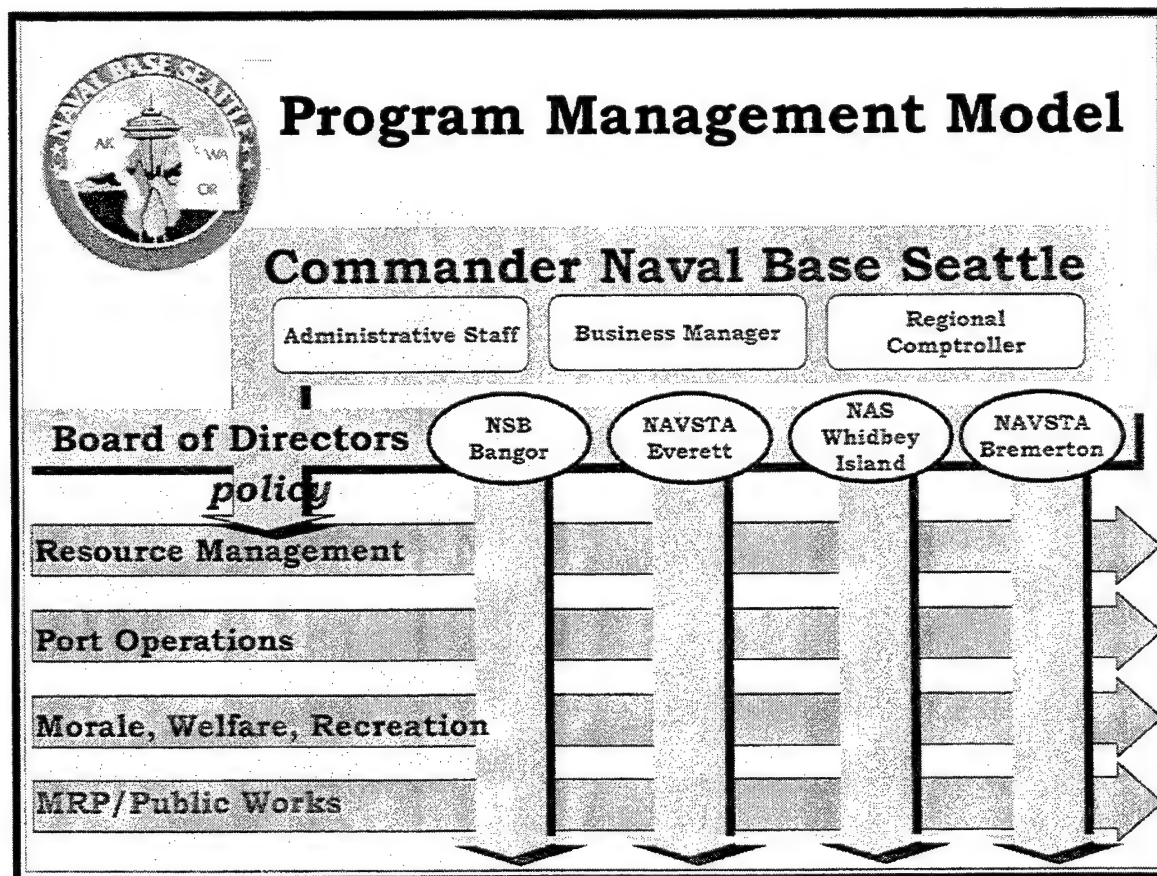 NAVAL BASE SEATTLE
AK
WA
OR
Program Management Model
Commander Naval Base Seattle
Administrative Staff
Business Manager
Regional
Comptroller
Board of Directors
NSB
Bangor
NAVSTA
Everett
NAS
Whidbey
Island
NAVSTA
Bremerton
policy
Resource Management
Port Operations
Morale, Welfare, Recreation
MRP/Public Works